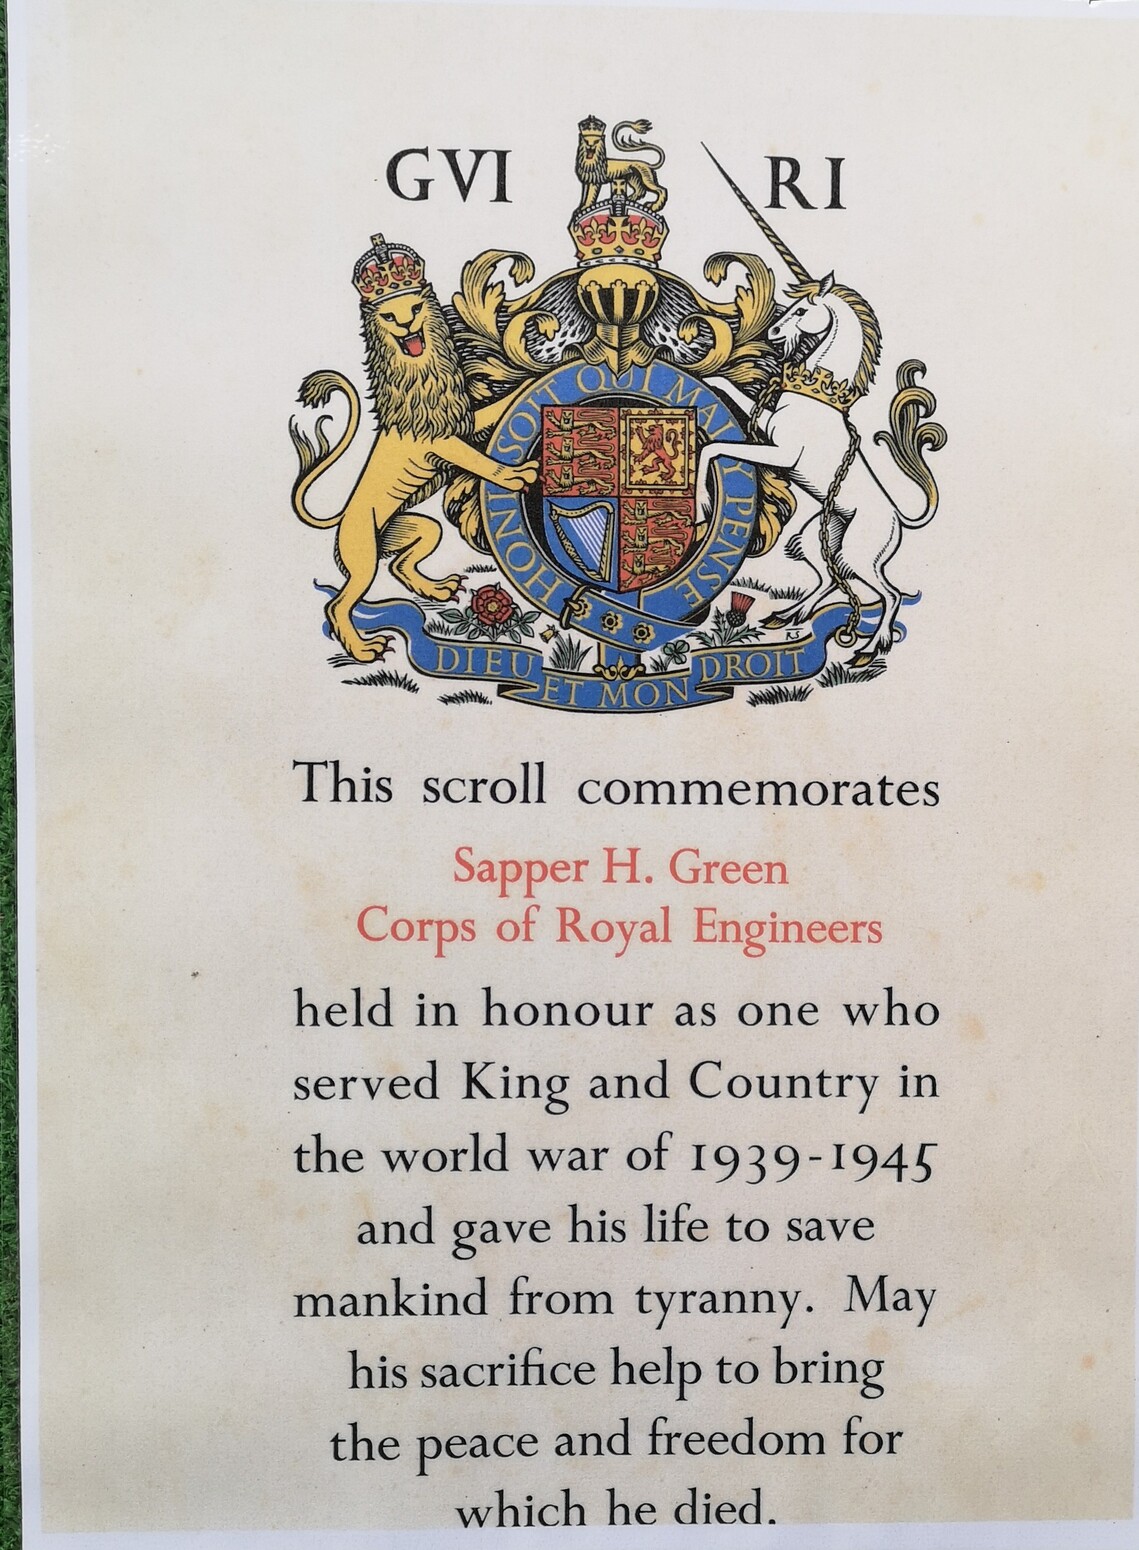 GVI RI
HONI SOIT QUI MAL Y PENSE
RS
DIEU ET MON DROIT
This scroll commemorates
Sapper H. Green
Corps of Royal Engineers
held in honour as one who
served King and Country in
the world war of 1939-1945
and gave his life to save
mankind from tyranny. May
his sacrifice help to bring
the peace and freedom for
which he died.